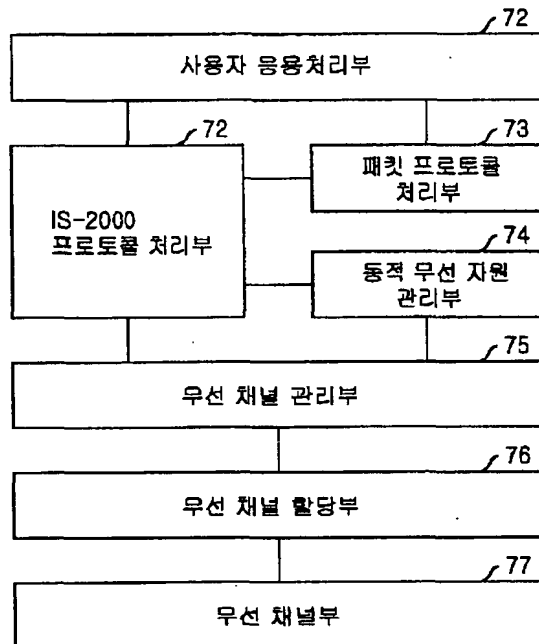 72
사용자 응용처리부
72
73
IS-2000
프로토콜 처리부
패킷 프로토콜
처리부
74
동적 무선 자원
관리부
75
무선 채널 관리부
76
무선 채널 할당부
77
무선 채널부